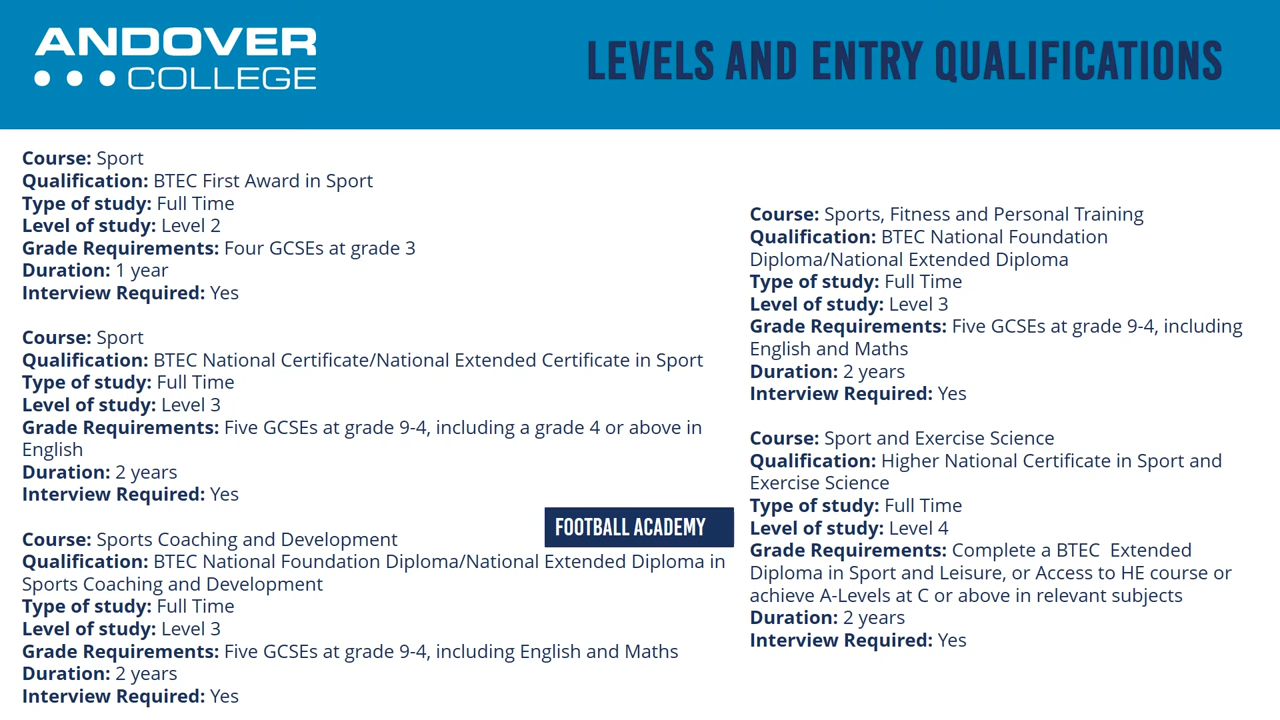 ANDOVER
COLLEGE
LEVELS AND ENTRY QUALIFICATIONS
Course: Sport
Qualification: BTEC First Award in Sport
Type of study: Full Time
Level of study: Level 2
Grade Requirements: Four GCSEs at grade 3
Duration: 1 year
Interview Required: Yes
Course: Sport
Qualification: BTEC National Certificate/National Extended Certificate in Sport
Type of study: Full Time
Level of study: Level 3
Grade Requirements: Five GCSEs at grade 9-4, including a grade 4 or above in
English
Duration: 2 years
Interview Required: Yes
FOOTBALL ACADEMY
Course: Sports Coaching and Development
Qualification: BTEC National Foundation Diploma/National Extended Diploma in
Sports Coaching and Development
Type of study: Full Time
Level of study: Level 3
Grade Requirements: Five GCSEs at grade 9-4, including English and Maths
Duration: 2 years
Interview Required: Yes
Course: Sports, Fitness and Personal Training
Qualification: BTEC National Foundation
Diploma/National Extended Diploma
Type of study: Full Time
Level of study: Level 3
Grade Requirements: Five GCSEs at grade 9-4, including
English and Maths
Duration: 2 years
Interview Required: Yes
Course: Sport and Exercise Science
Qualification: Higher National Certificate in Sport and
Exercise Science
Type of study: Full Time
Level of study: Level 4
Grade Requirements: Complete a BTEC  Extended
Diploma in Sport and Leisure, or Access to HE course or
achieve A-Levels at C or above in relevant subjects
Duration: 2 years
Interview Required: Yes